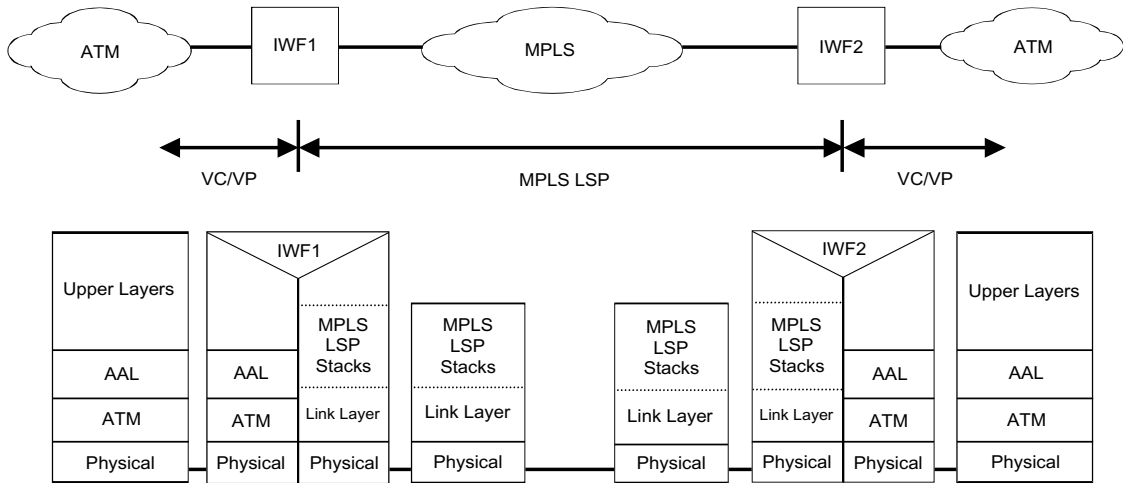 ATM
IWF1
MPLS
IWF2
ATM
VC/VP
MPLS LSP
VC/VP
IWF1
IWF2
Upper Layers
AAL
ATM
Physical
AAL
ATM
Physical
MPLS
LSP
Stacks
Link Layer
Physical
MPLS
LSP
Stacks
Link Layer
Physical
MPLS
LSP
Stacks
Link Layer
Physical
MPLS
LSP
Stacks
Link Layer
Physical
AAL
ATM
Physical
Upper Layers
AAL
ATM
Physical